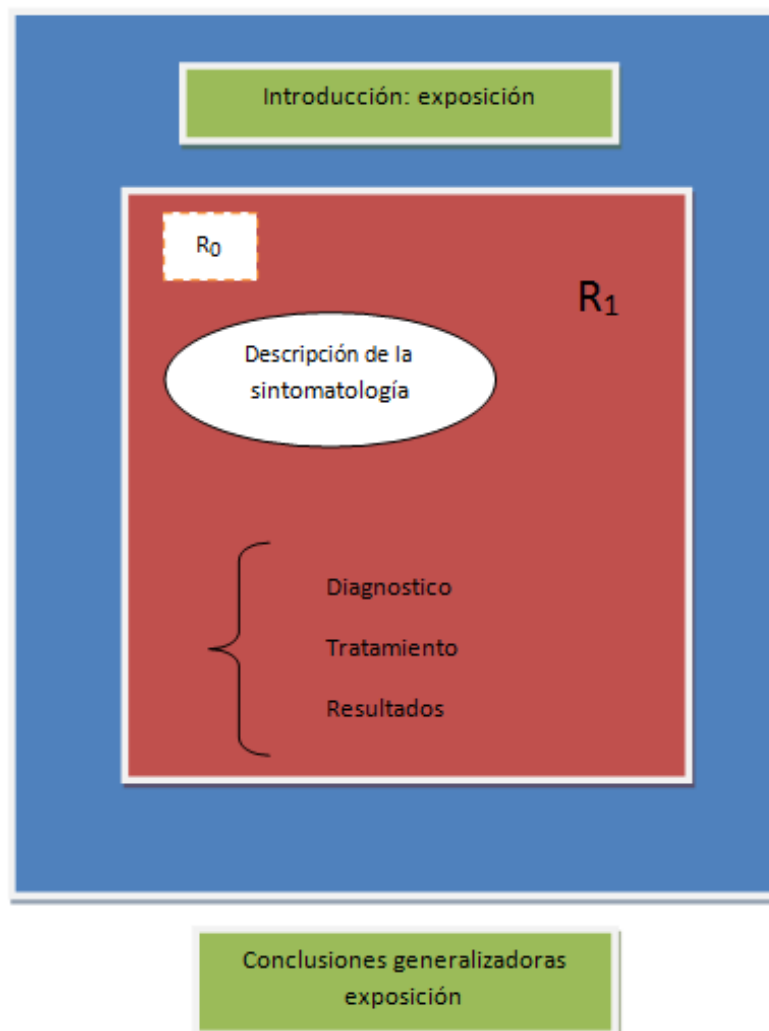 Introducción: exposición
R₀
R₁
Descripción de la
sintomatología
Diagnostico
Tratamiento
Resultados
Conclusiones generalizadoras
exposición